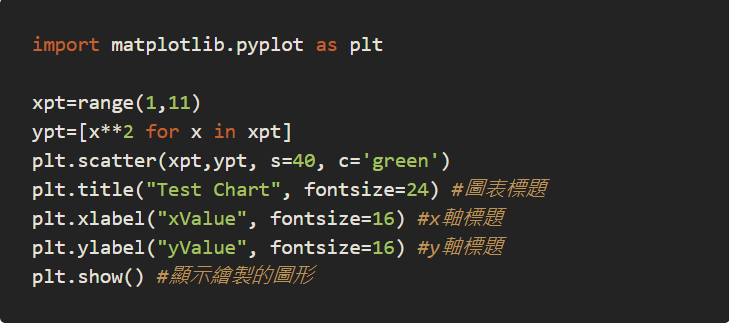 import matplotlib.pyplot as plt
xpt=range(1,11)
ypt=[x**2 for x in xpt]
plt.scatter(xpt,ypt, s=40, c='green')
plt.title("Test Chart", fontsize=24) #圖表標題
plt.xlabel("xValue", fontsize=16) #x軸標題
plt.ylabel("yValue", fontsize=16) #y軸標題
plt.show() #顯示繪製的圖形